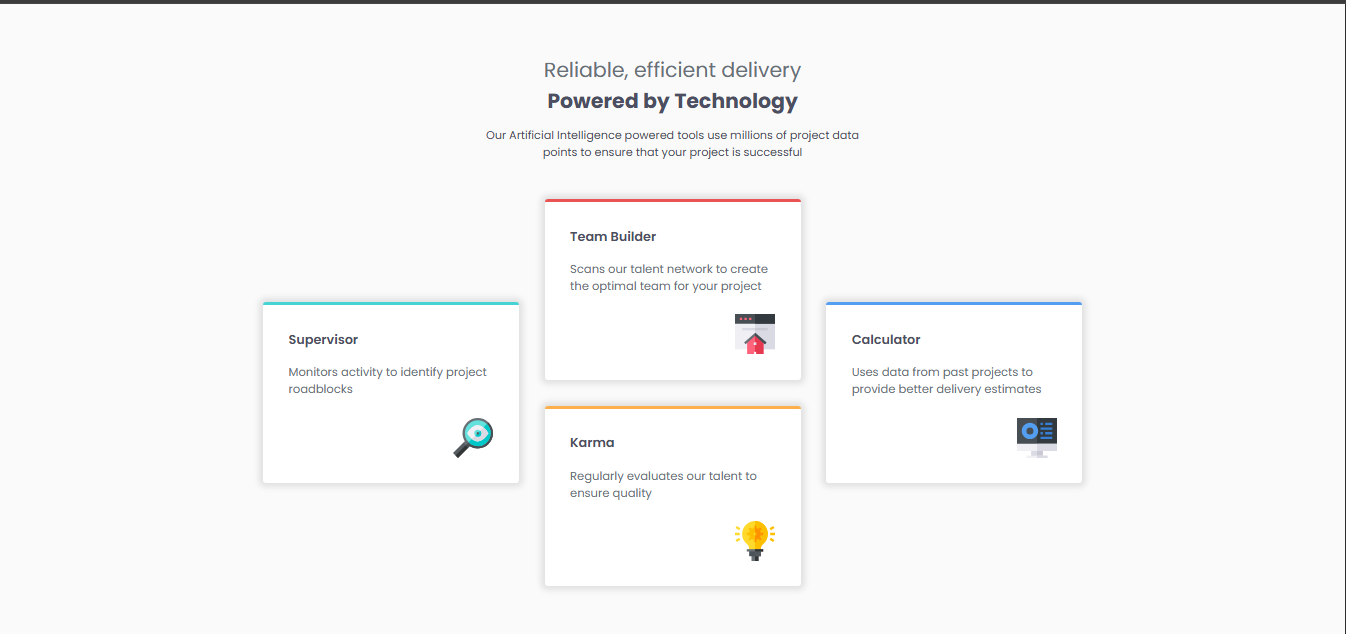 Reliable, efficient delivery
Powered by Technology
Our Artificial Intelligence powered tools use millions of project data
points to ensure that your project is successful
Team Builder
Scans our talent network to create
the optimal team for your project
Supervisor
Monitors activity to identify project
roadblocks
Calculator
Uses data from past projects to
provide better delivery estimates
Karma
Regularly evaluates our talent to
ensure quality